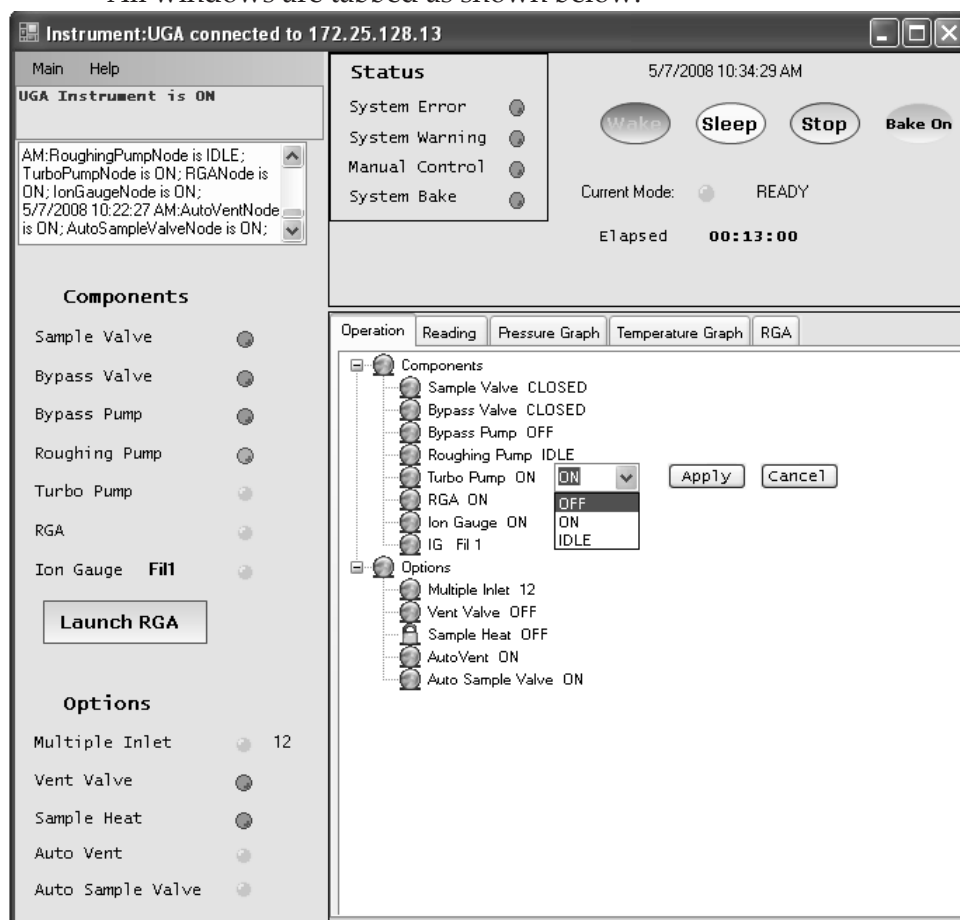 Instrument:UGA connected to 172.25.128.13
Main Help
UGA Instrument is ON
AM:RoughingPumpNode is IDLE;
TurboPumpNode is ON; RGANode is
ON; IonGaugeNode is ON;
5/7/2008 10:22:27 AM:AutoVentNode
is ON; AutoSampleValveNode is ON;
Components
Sample Valve
Bypass Valve
Bypass Pump
Roughing Pump
Turbo Pump
RGA
Ion Gauge Fil1
Launch RGA
Options
Multiple Inlet 12
Vent Valve
Sample Heat
Auto Vent
Auto Sample Valve
Status
System Error
System Warning
Manual Control
System Bake
5/7/2008 10:34:29 AM
Wake Sleep Stop Bake On
Current Mode: READY
Elapsed 00:13:00
Operation Reading Pressure Graph Temperature Graph RGA
Components
Sample Valve CLOSED
Bypass Valve CLOSED
Bypass Pump OFF
Roughing Pump IDLE
Turbo Pump ON ON Apply Cancel
OFF
ON
IDLE
RGA ON
Ion Gauge ON
IG Fil 1
Options
Multiple Inlet 12
Vent Valve OFF
Sample Heat OFF
AutoVent ON
Auto Sample Valve ON